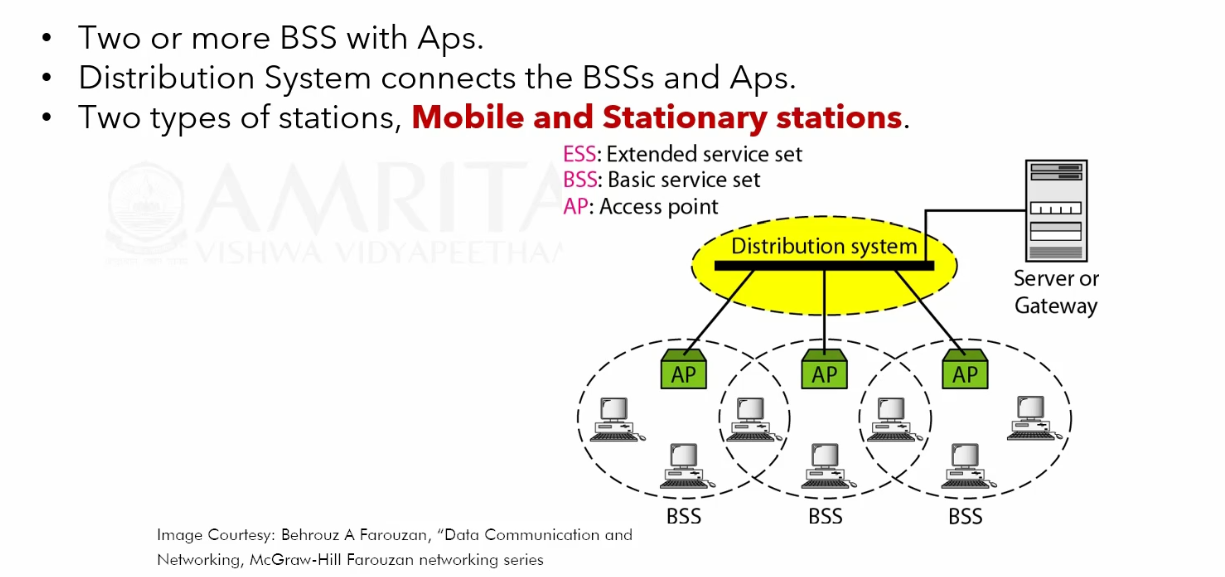 • Two or more BSS with Aps.
• Distribution System connects the BSSs and Aps.
• Two types of stations, Mobile and Stationary stations.
AMRITA
VISHWA VIDYAPEETHA
ESS: Extended service set
BSS: Basic service set
AP: Access point
Distribution system
Server or
Gateway
AP
AP
AP
BSS
BSS
BSS
Image Courtesy: Behrouz A Farouzan, “Data Communication and
Networking, McGraw-Hill Farouzan networking series